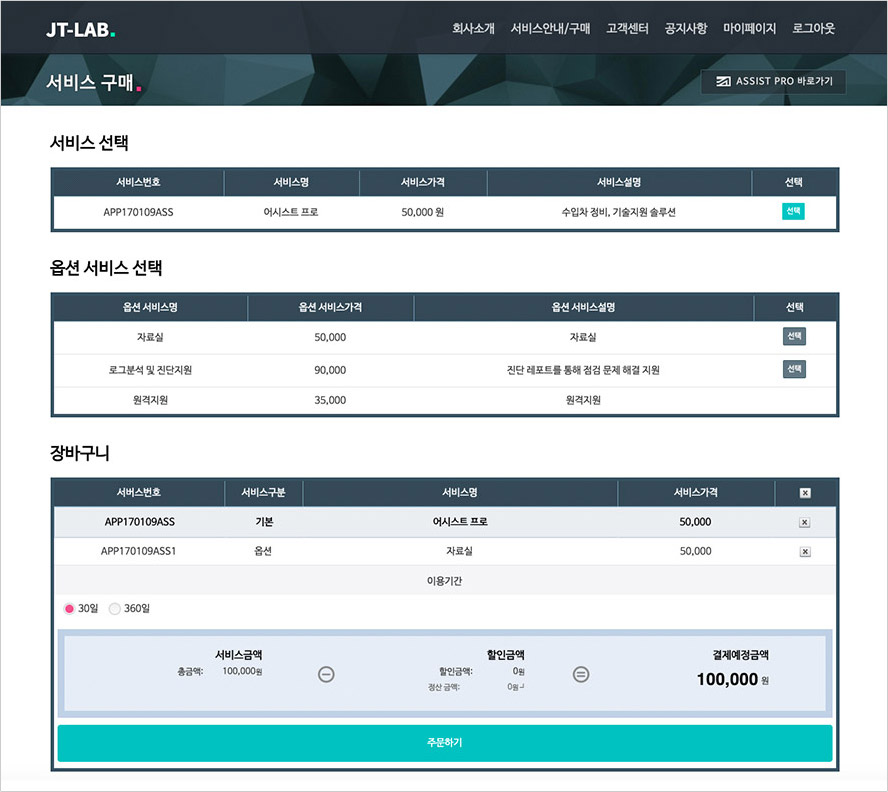 JT-LAB.
회사소개 서비스안내/구매 고객센터 공지사항 마이페이지 로그아웃
서비스 구매.
ASSIST PRO 바로가기
서비스 선택
서비스번호 서비스명 서비스가격 서비스설명 선택
APP170109ASS 어시스트 프로 50,000 원 수입차 정비, 기술지원 솔루션 선택
옵션 서비스 선택
옵션 서비스명 옵션 서비스가격 옵션 서비스설명 선택
자료실 50,000 자료실 선택
로그분석 및 진단지원 90,000 진단 레포트를 통해 점검 문제 해결 지원 선택
원격지원 35,000 원격지원
장바구니
서버스번호 서비스구분 서비스명 서비스가격 x
APP170109ASS 기본 어시스트 프로 50,000 x
APP170109ASS1 옵션 자료실 50,000 x
이용기간
30일 360일
서비스금액 할인금액 결제예정금액
총금액: 100,000원 할인금액: 0원 100,000 원
정산 금액: 0원
주문하기